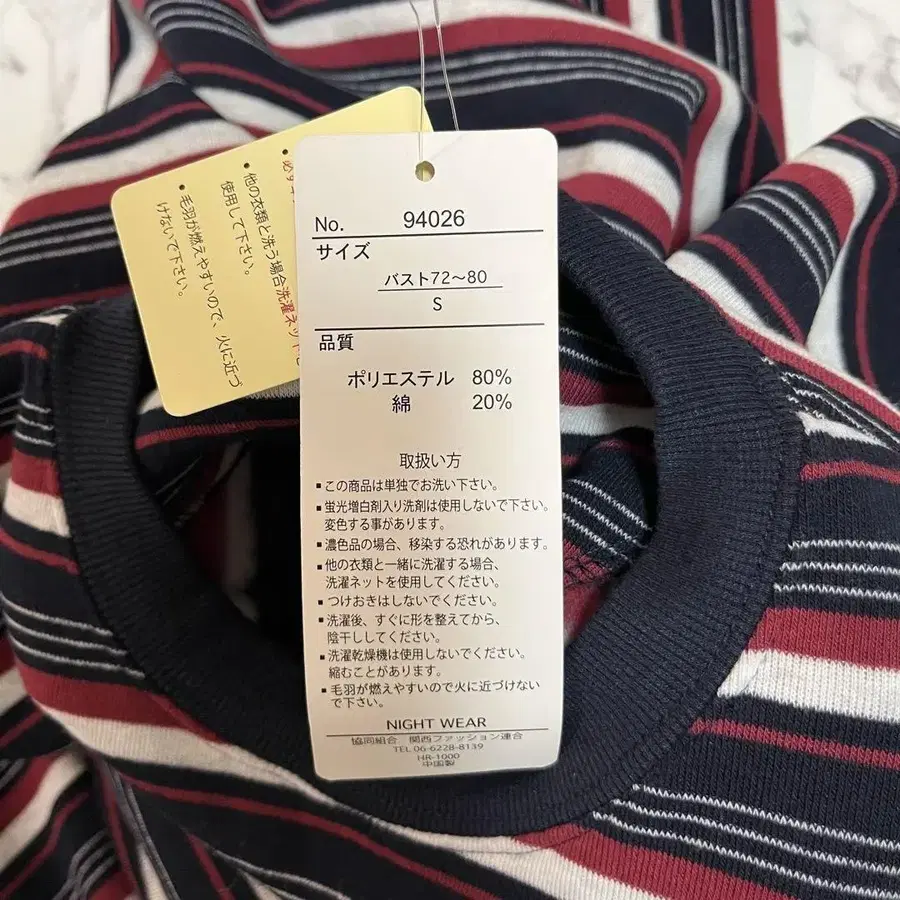 No. 94026
サイズ
バスト72〜80
S
品質
ポリエステル 80%
綿 20%
取扱い方
▪この商品は単独でお洗い下さい。
▪蛍光増白剤入り洗剤は使用しないで下さい。
変色する事があります。
▪濃色品の場合、移染する恐れがあります。
▪他の衣類と一緒に洗濯する場合、
洗濯ネットを使用してください。
▪つけおきはしないでください。
▪洗濯後、すぐに形を整えてから、
陰干ししてください。
▪洗濯乾燥機は使用しないでください。
縮むことがあります。
▪毛羽が燃えやすいので火に近づけない
で下さい。
NIGHT WEAR
協同組合 関西ファッション連合
TEL 06-6228-8139
HR-1000
中国製
•必ず
•他の衣類と洗う場合洗濯ネットを
使用して下さい。
•毛羽が燃えやすいので、火に近づ
けないで下さい。